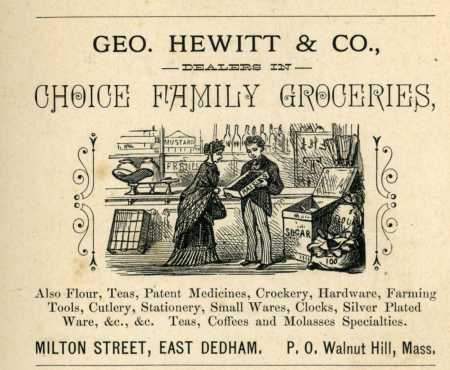 GEO. HEWITT & CO.,
— DEALERS IN —
CHOICE FAMILY GROCERIES,
MUSTARD
SUGAR
FLOUR
100
Also Flour, Teas, Patent Medicines, Crockery, Hardware, Farming
Tools, Cutlery, Stationery, Small Wares, Clocks, Silver Plated
Ware, &c., &c. Teas, Coffees and Molasses Specialties.
MILTON STREET, EAST DEDHAM. P. O. Walnut Hill, Mass.